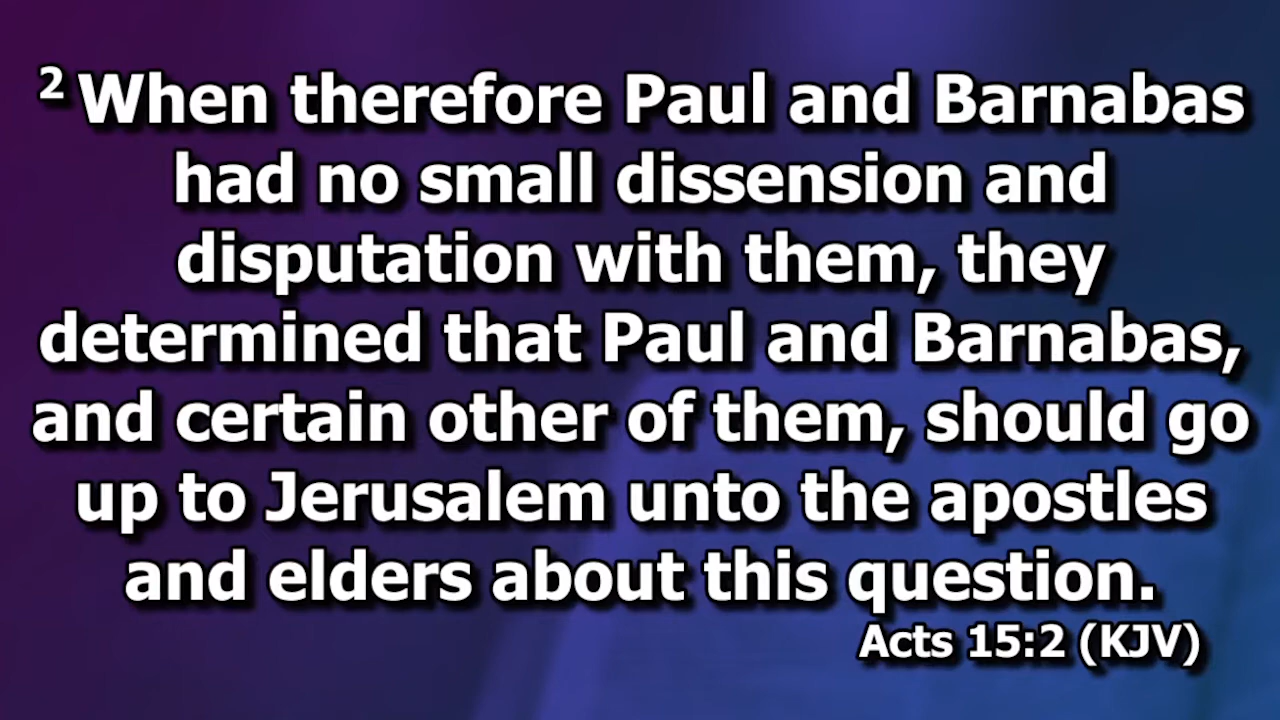 2 When therefore Paul and Barnabas
had no small dissension and
disputation with them, they
determined that Paul and Barnabas,
and certain other of them, should go
up to Jerusalem unto the apostles
and elders about this question.
Acts 15:2 (KJV)